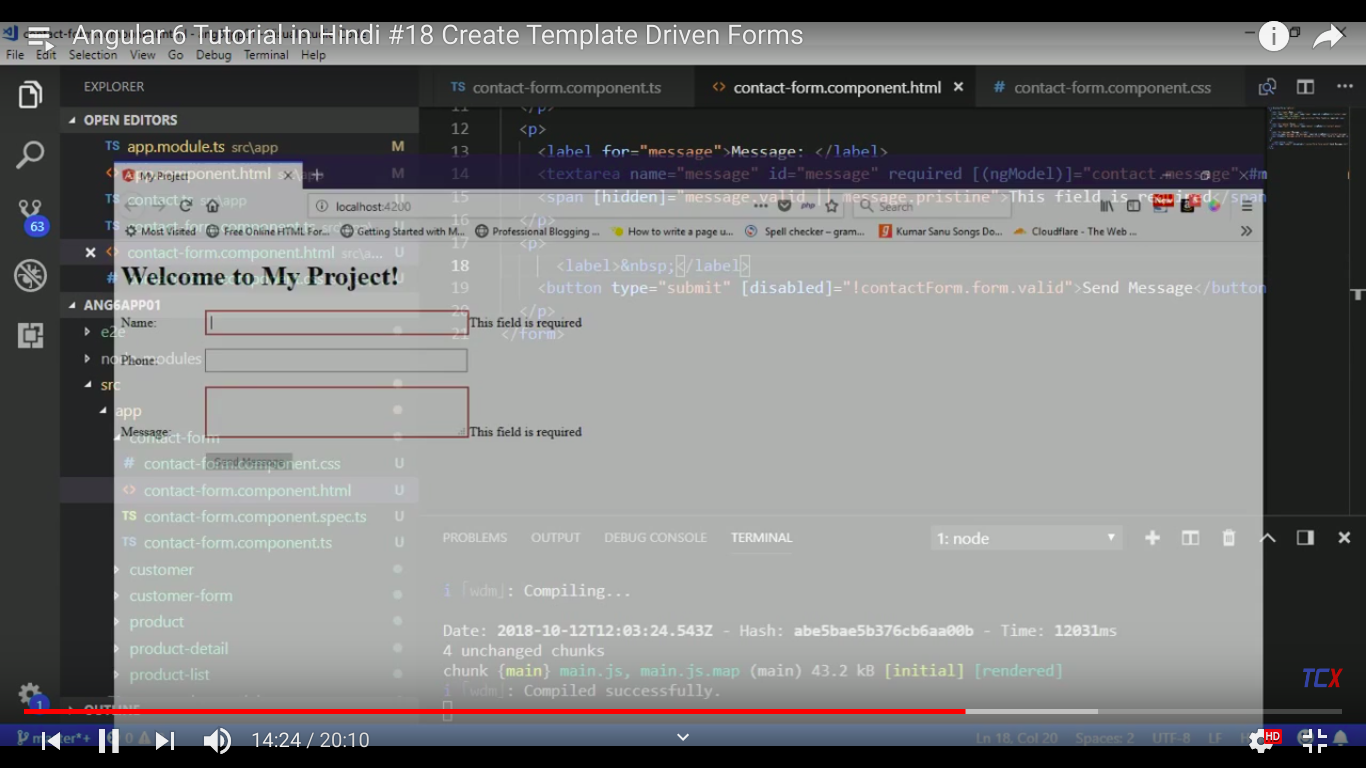 Angular 6 Tutorial in Hindi #18 Create Template Driven Forms
File Edit Selection View Go Debug Terminal Help
EXPLORER
TS contact-form.component.ts
<> contact-form.component.html ×
# contact-form.component.css
OPEN EDITORS
TS app.module.ts src\app M
contact-form.component.html src\a... U
ANG6APP01
e2e
node_modules
src
app
contact-form
# contact-form.component.css U
<> contact-form.component.html U
TS contact-form.component.spec.ts U
TS contact-form.component.ts U
customer
customer-form
product
product-detail
product-list
OUTLINE
63
1
11 </p>
12 <p>
13 <label for="message">Message: </label>
14 <textarea name="message" id="message" required [(ngModel)]="contact.message" #m
15 <span [hidden]="message.valid || message.pristine">This field is required</span
16 </p>
17 <p>
18 <label>&nbsp;</label>
19 <button type="submit" [disabled]="!contactForm.form.valid">Send Message</button
20 </p>
21 </form>
My Project × +
localhost:4200
php
Search
New
Most visited
Free Online HTML For...
Getting Started with M...
Professional Blogging ...
How to write a page u...
Spell checker – gram...
Kumar Sanu Songs Do...
Cloudflare - The Web ...
Welcome to My Project!
Name: This field is required
Phone:
Message: This field is required
Send Message
PROBLEMS OUTPUT DEBUG CONSOLE TERMINAL
1: node
i ｢wdm｣: Compiling...
Date: 2018-10-12T12:03:24.543Z - Hash: abe5bae5b376cb6aa00b - Time: 12031ms
4 unchanged chunks
chunk {main} main.js, main.js.map (main) 43.2 kB [initial] [rendered]
i ｢wdm｣: Compiled successfully.
TCX
14:24 / 20:10
HD
Ln 18, Col 20 Spaces: 2 UTF-8 LF